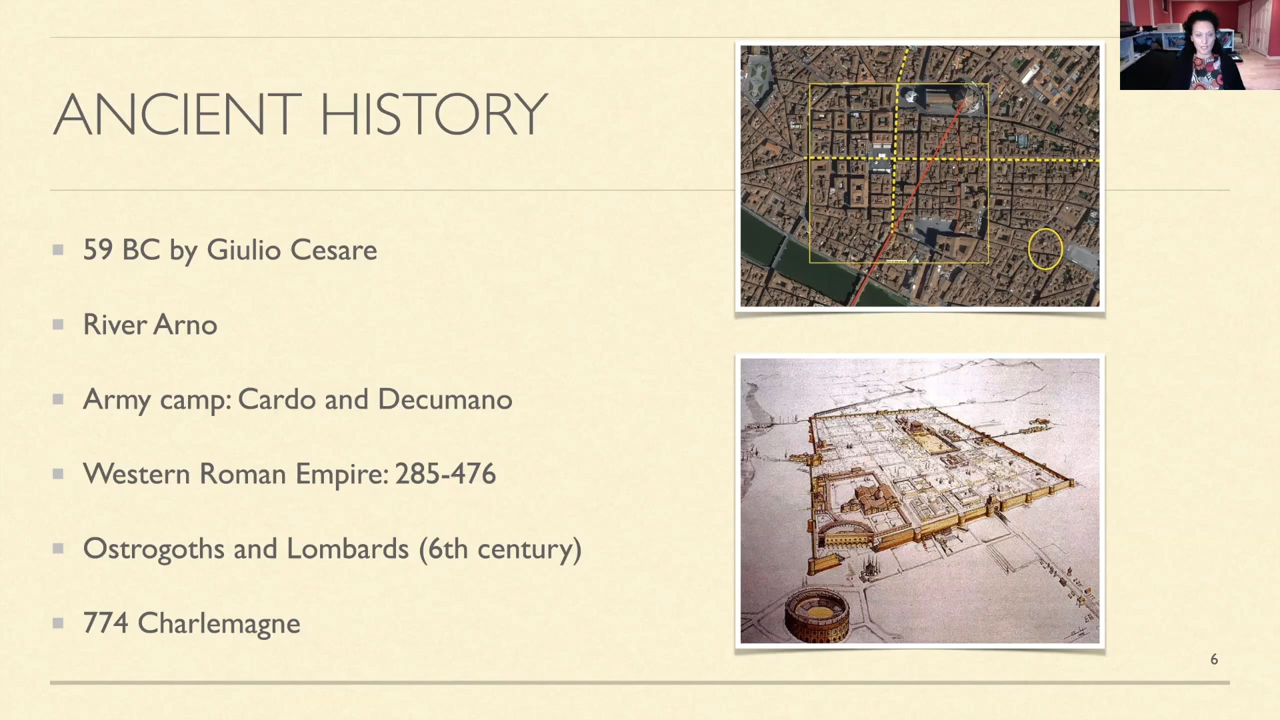 ANCIENT HISTORY
59 BC by Giulio Cesare
River Arno
Army camp: Cardo and Decumano
Western Roman Empire: 285-476
Ostrogoths and Lombards (6th century)
774 Charlemagne
6